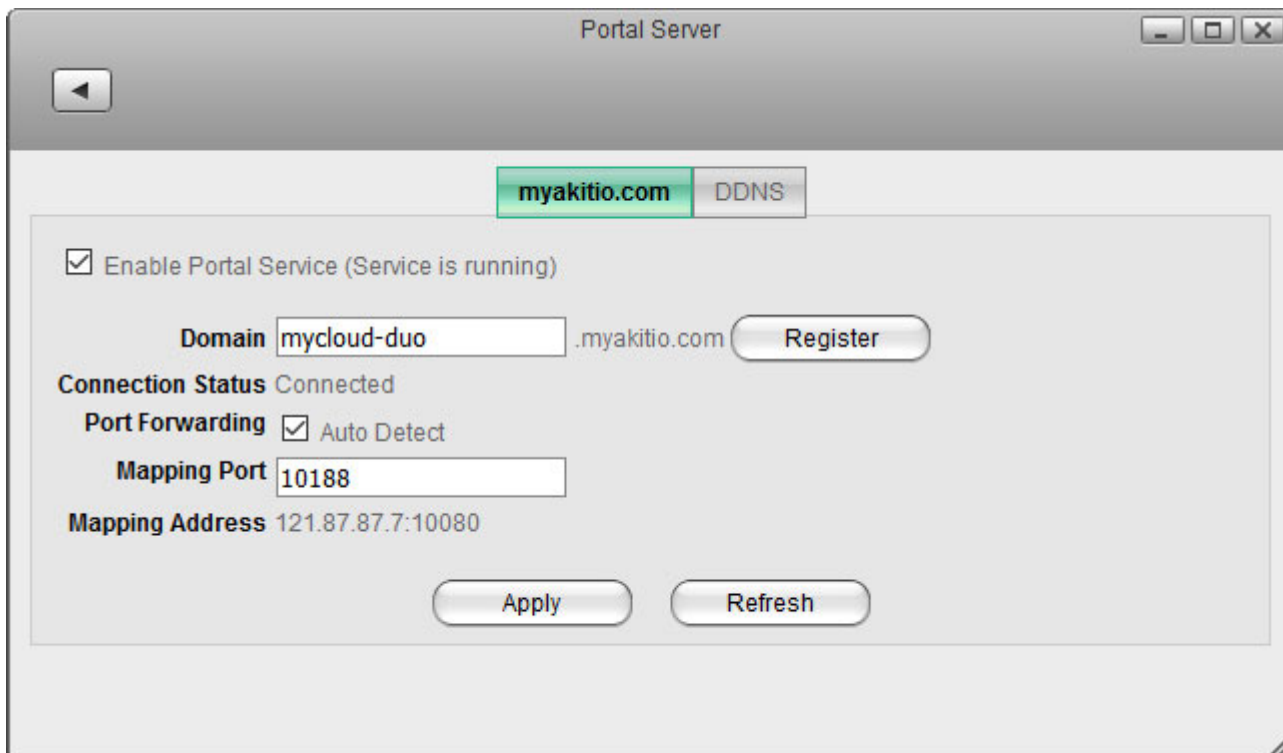 Portal Server
myakitio.com DDNS
Enable Portal Service (Service is running)
Domain mycloud-duo .myakitio.com Register
Connection Status Connected
Port Forwarding Auto Detect
Mapping Port 10188
Mapping Address 121.87.87.7:10080
Apply Refresh